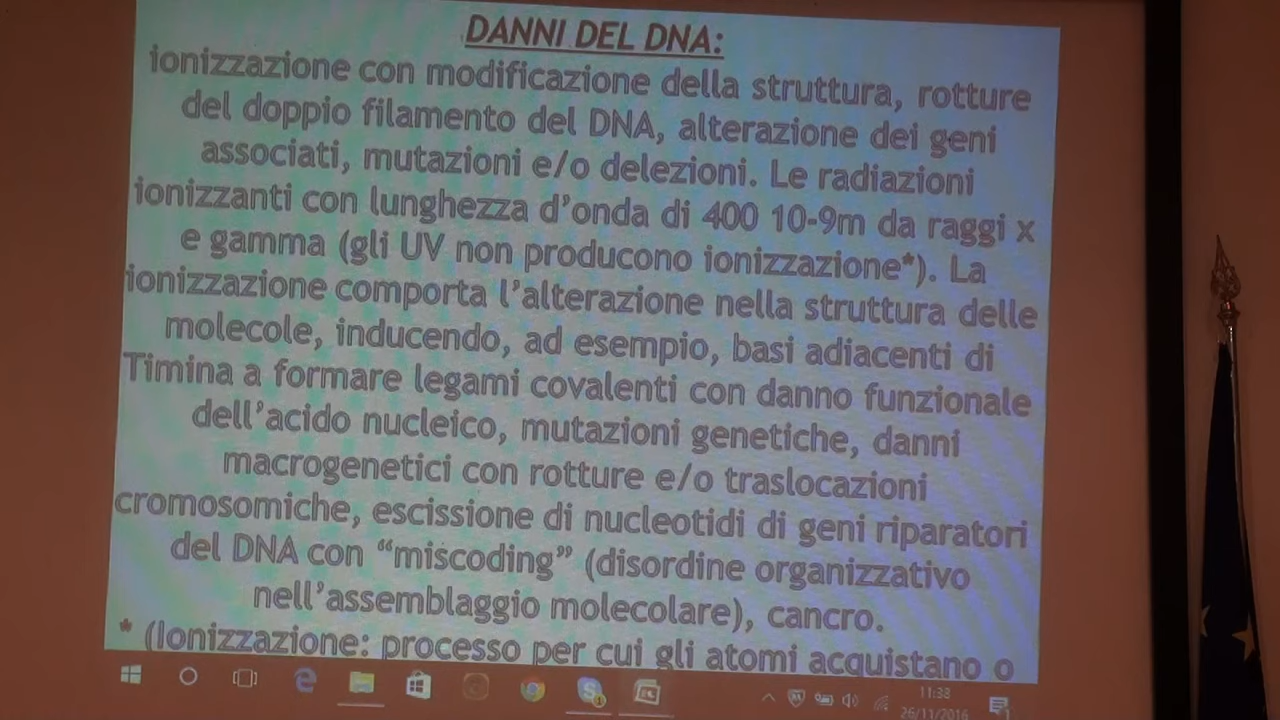 DANNI DEL DNA:
ionizzazione con modificazione della struttura, rotture
del doppio filamento del DNA, alterazione dei geni
associati, mutazioni e/o delezioni. Le radiazioni
ionizzanti con lunghezza d'onda di 400 10-9m da raggi x
e gamma (gli UV non producono ionizzazione*). La
ionizzazione comporta l'alterazione nella struttura delle
molecole, inducendo, ad esempio, basi adiacenti di
Timina a formare legami covalenti con danno funzionale
dell'acido nucleico, mutazioni genetiche, danni
macrogenetici con rotture e/o traslocazioni
cromosomiche, escissione di nucleotidi di geni riparatori
del DNA con “miscoding” (disordine organizzativo
nell'assemblaggio molecolare), cancro.
* (Ionizzazione: processo per cui gli atomi acquistano o
11:38
26/11/2016